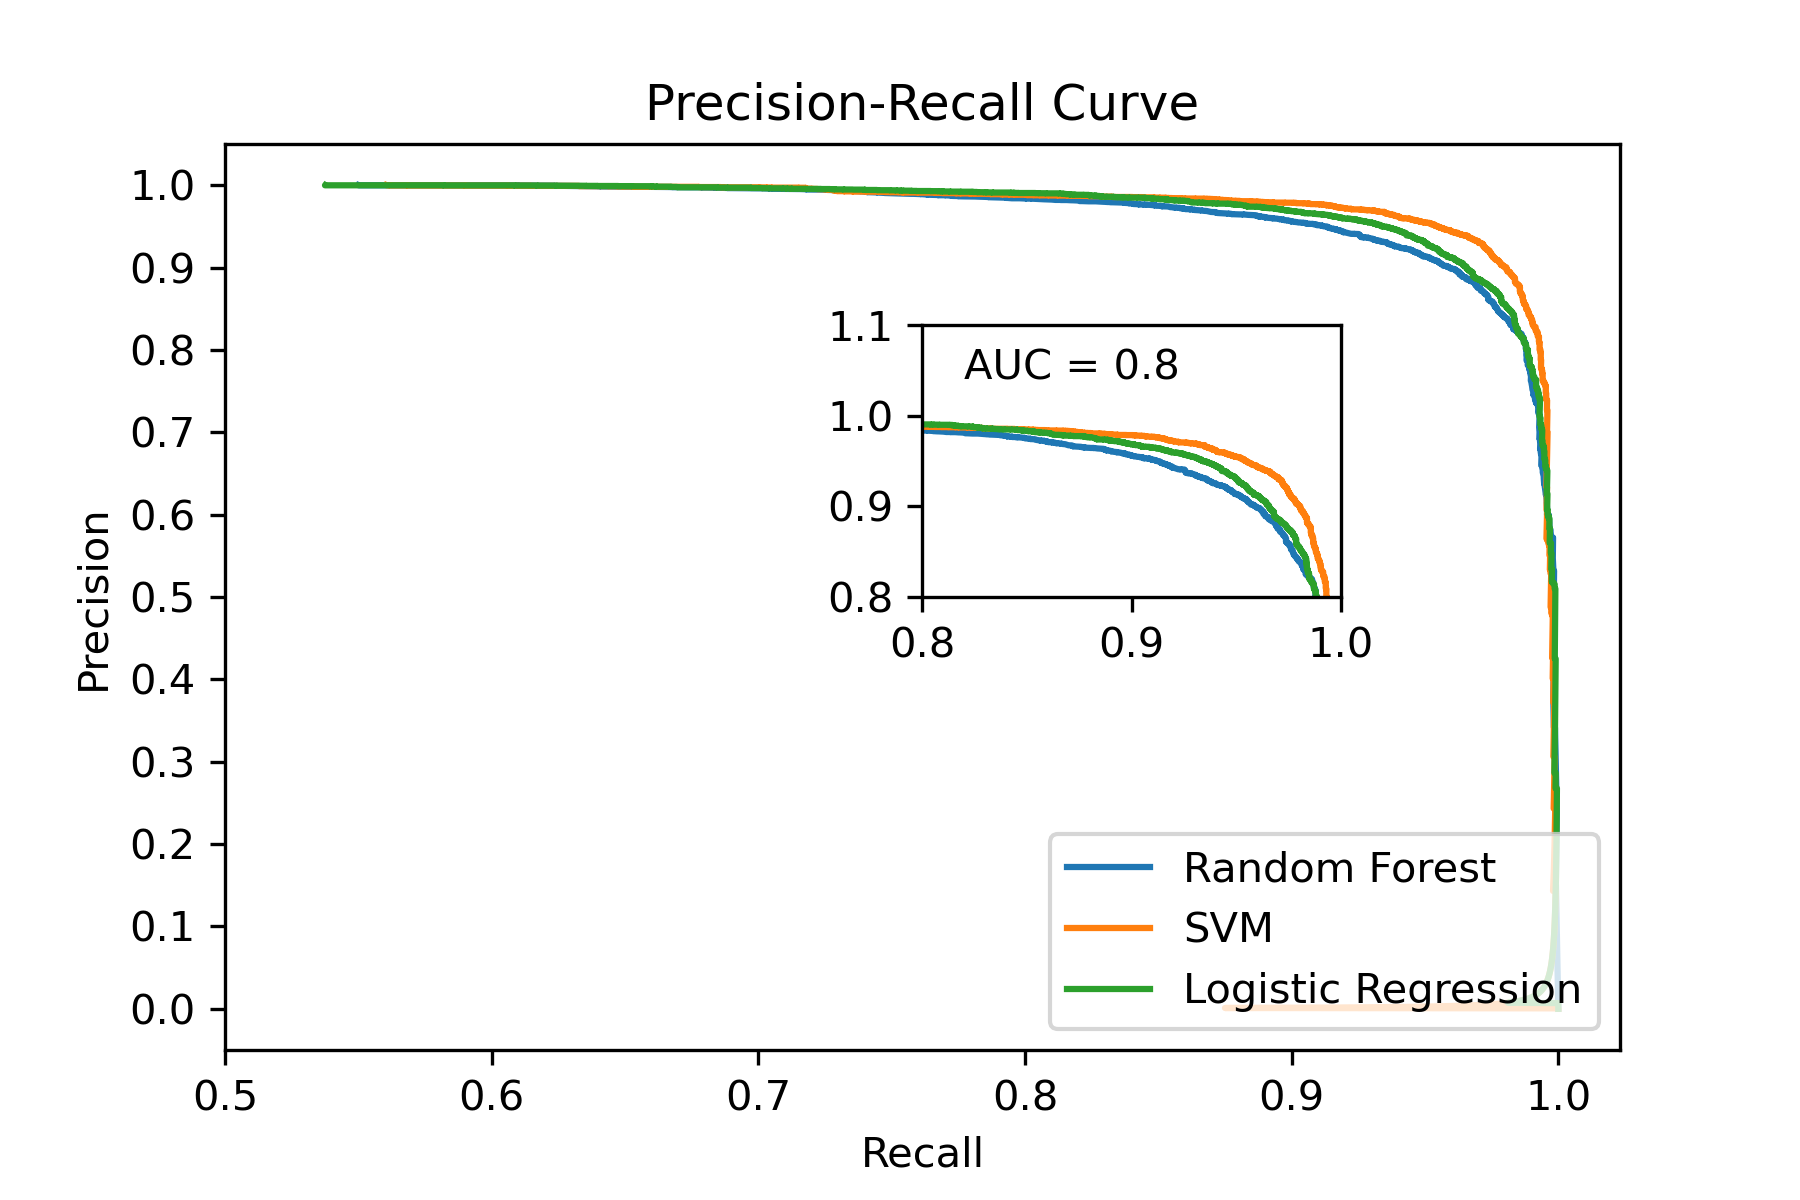 Precision-Recall Curve
1.0
0.9
0.8
0.7
0.6
0.5
0.4
0.3
0.2
0.1
0.0
Precision
1.1
1.0
0.9
0.8
AUC = 0.8
0.8 0.9 1.0
Random Forest
SVM
Logistic Regression
0.5 0.6 0.7 0.8 0.9 1.0
Recall